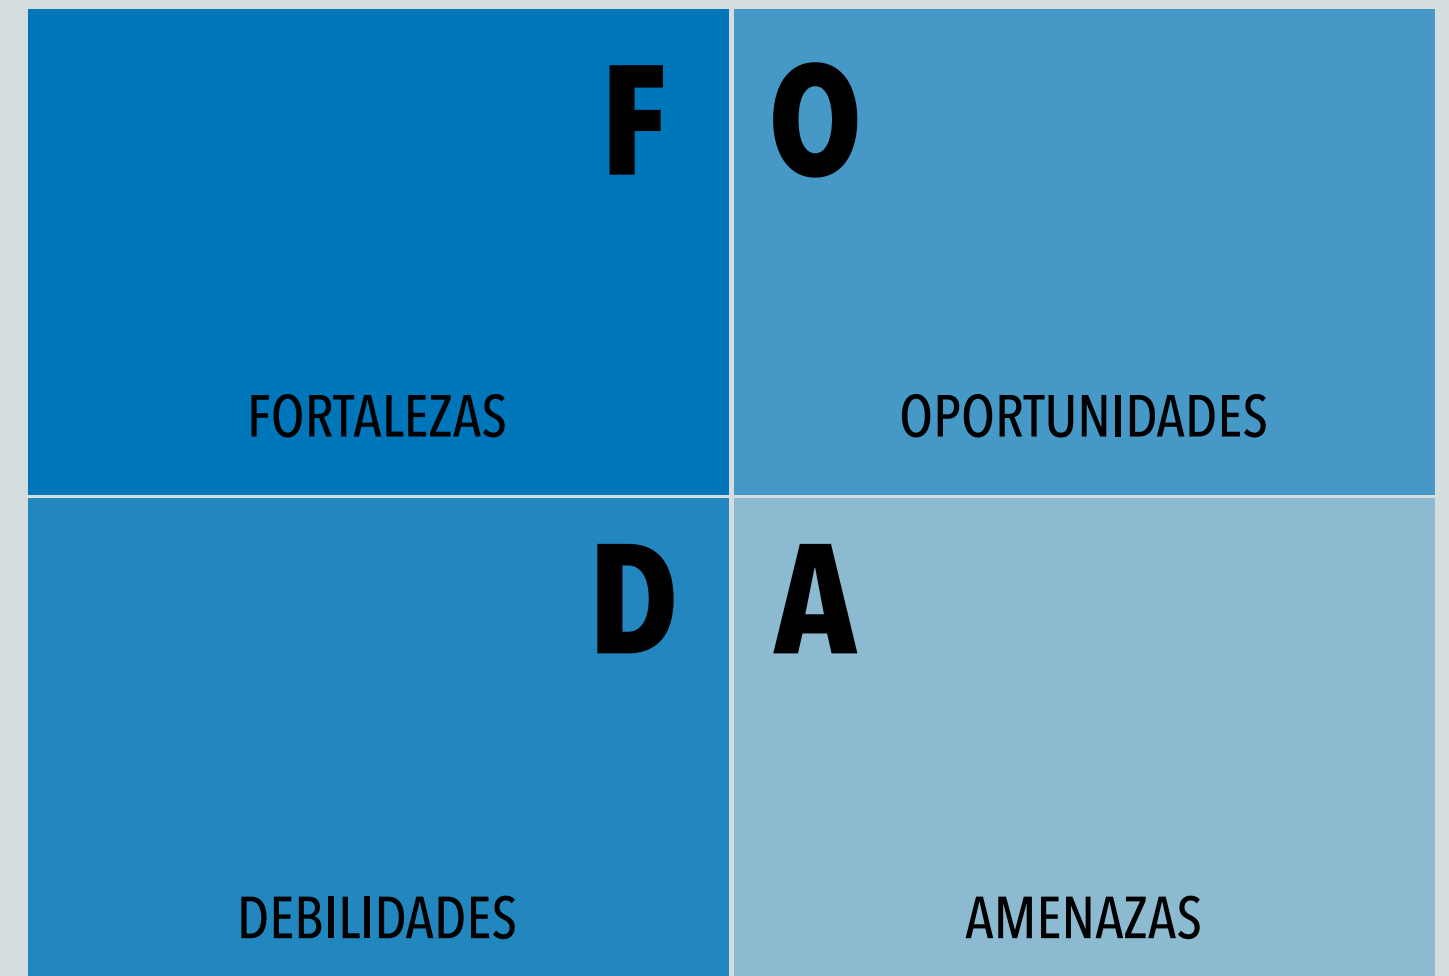 F
FORTALEZAS
O
OPORTUNIDADES
D
DEBILIDADES
A
AMENAZAS